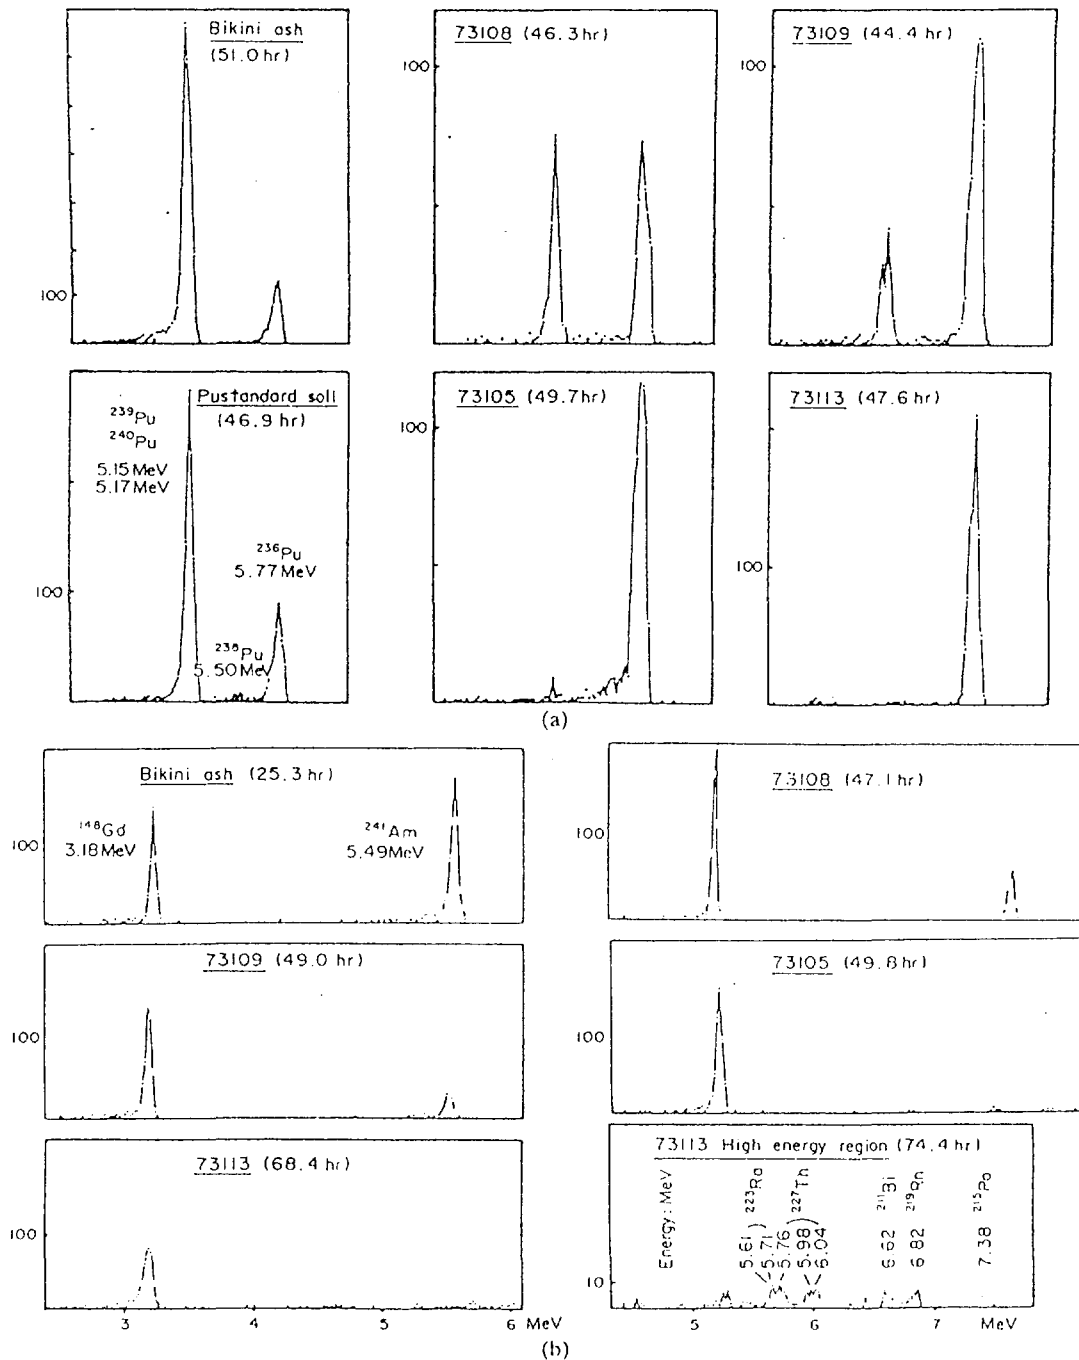 Bikini ash
(51.0 hr)
100
73108 (46.3 hr)
100
73109 (44.4 hr)
100
Pustandard soil
(46.9 hr)
239Pu
240Pu
5.15 MeV
5.17 MeV
236Pu
5.77 MeV
238Pu
5.50 MeV
100
73105 (49.7 hr)
100
73113 (47.6 hr)
100
(a)
Bikini ash (25.3 hr)
148Gd
3.18 MeV
241Am
5.49 MeV
100
73108 (47.1 hr)
100
73109 (49.0 hr)
100
73105 (49.8 hr)
100
73113 (68.4 hr)
100
3 4 5 6 MeV
73113 High energy region (74.4 hr)
Energy: MeV
5.61 ) 223Ra
5.71
5.76 ) 227Th
5.98
6.04
6.62 211Bi
6.82 219Rn
7.38 215Po
10
5 6 7 MeV
(b)